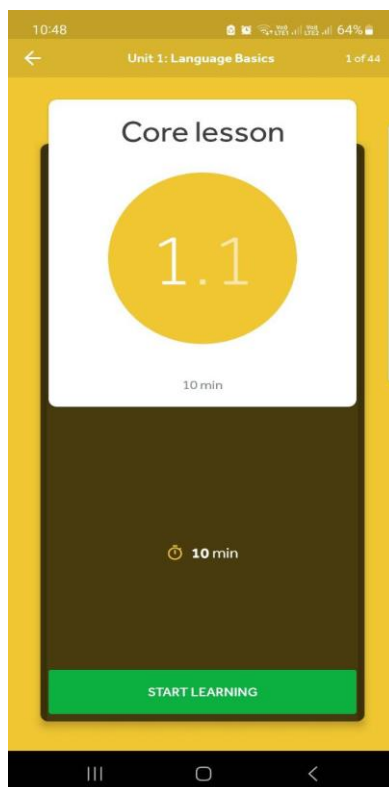 10:48 64%
Unit 1: Language Basics 1 of 44
Core lesson
1.1
10 min
10 min
START LEARNING